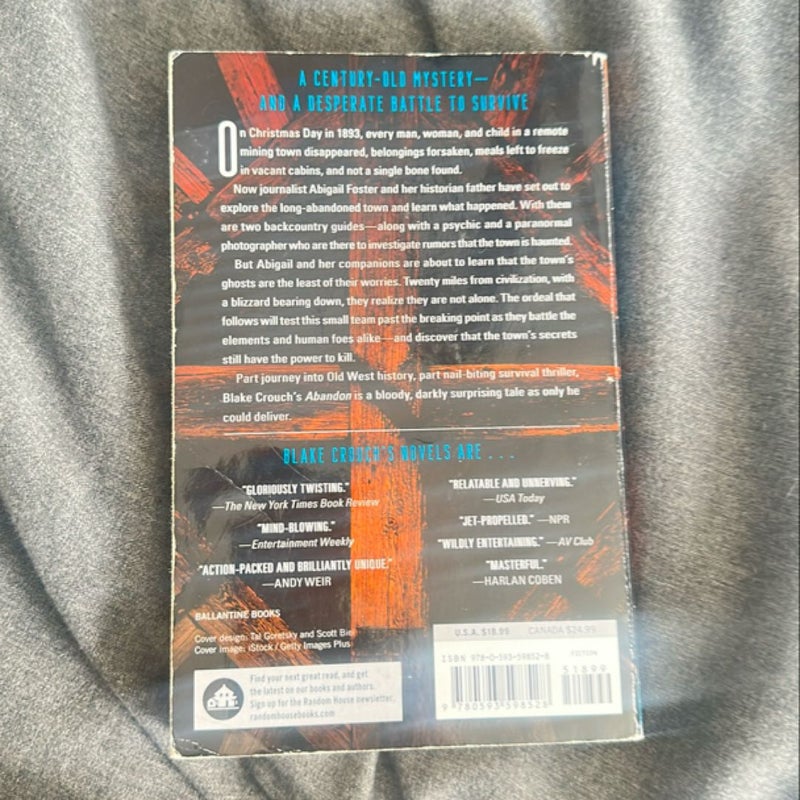 A CENTURY-OLD MYSTERY—
AND A DESPERATE BATTLE TO SURVIVE
On Christmas Day in 1893, every man, woman, and child in a remote
mining town disappeared, belongings forsaken, meals left to freeze
in vacant cabins, and not a single bone found.
Now journalist Abigail Foster and her historian father have set out to
explore the long-abandoned town and learn what happened. With them
are two backcountry guides—along with a psychic and a paranormal
photographer who are there to investigate rumors that the town is haunted.
But Abigail and her companions are about to learn that the town's
ghosts are the least of their worries. Twenty miles from civilization, with
a blizzard bearing down, they realize they are not alone. The ordeal that
follows will test this small team past the breaking point as they battle the
elements and human foes alike—and discover that the town's secrets
still have the power to kill.
Part journey into Old West history, part nail-biting survival thriller,
Blake Crouch's Abandon is a bloody, darkly surprising tale as only he
could deliver.
BLAKE CROUCH'S NOVELS ARE . . .
"GLORIOUSLY TWISTING."
—The New York Times Book Review
"MIND-BLOWING."
—Entertainment Weekly
"ACTION-PACKED AND BRILLIANTLY UNIQUE."
—ANDY WEIR
"RELATABLE AND UNNERVING."
—USA Today
"JET-PROPELLED." —NPR
"WILDLY ENTERTAINING." —AV Club
"MASTERFUL."
—HARLAN COBEN
BALLANTINE BOOKS
Cover design: Tal Goretsky and Scott Biel
Cover image: iStock / Getty Images Plus
Find your next great read, and get
the latest on our books and authors.
Sign up for the Random House newsletter,
randomhousebooks.com
U.S.A. $18.99 CANADA $24.99
ISBN 978-0-593-59852-8
FICTION
51899
9 780593 598528